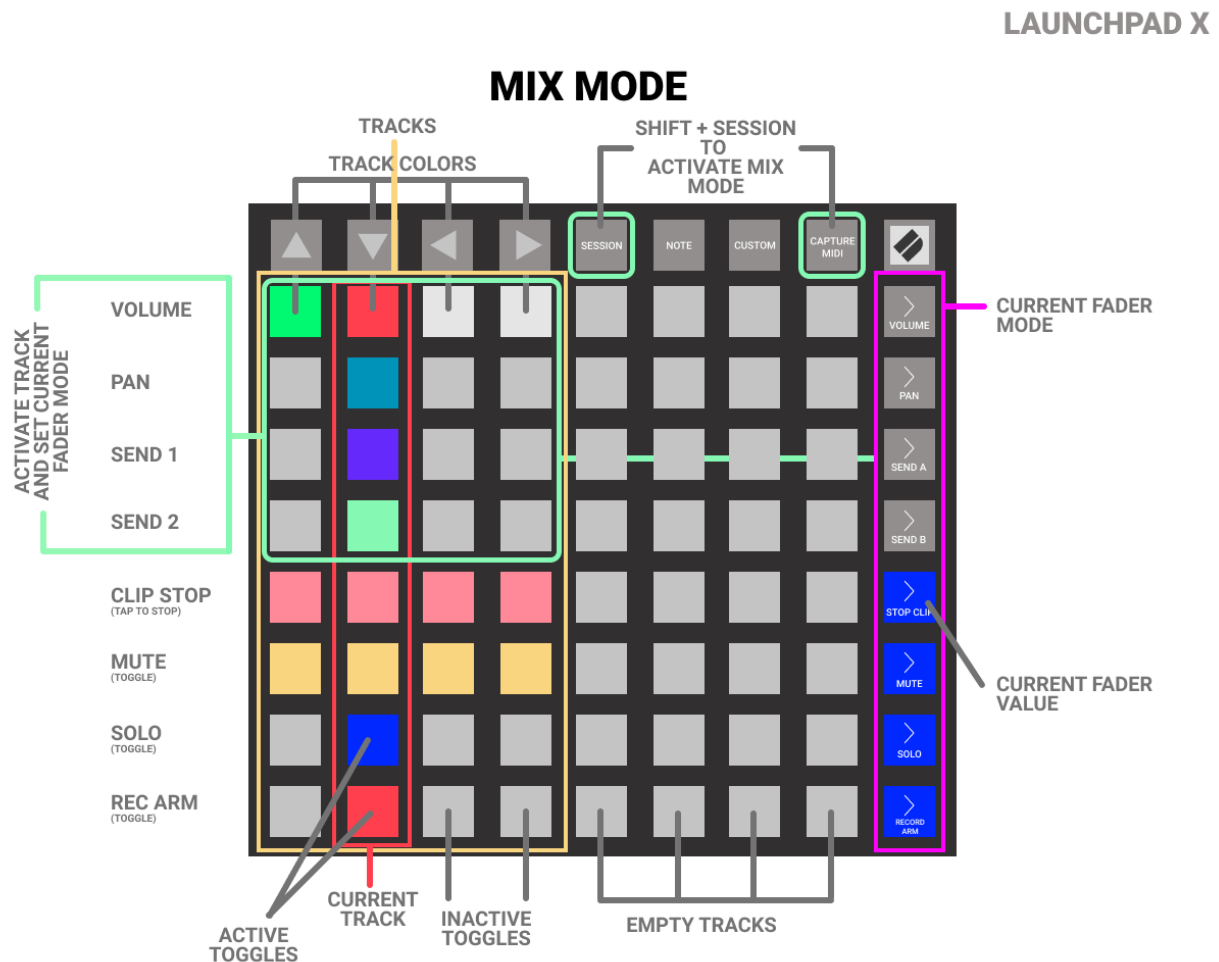 LAUNCHPAD X
MIX MODE
TRACKS
TRACK COLORS
SHIFT + SESSION
TO
ACTIVATE MIX
MODE
SESSION
NOTE
CUSTOM
CAPTURE
MIDI
ACTIVATE TRACK
AND SET CURRENT
FADER MODE
VOLUME
PAN
SEND 1
SEND 2
CLIP STOP
(TAP TO STOP)
MUTE
(TOGGLE)
SOLO
(TOGGLE)
REC ARM
(TOGGLE)
VOLUME
PAN
SEND A
SEND B
STOP CLIP
MUTE
SOLO
RECORD
ARM
CURRENT FADER
MODE
CURRENT FADER
VALUE
CURRENT
TRACK
ACTIVE
TOGGLES
INACTIVE
TOGGLES
EMPTY TRACKS